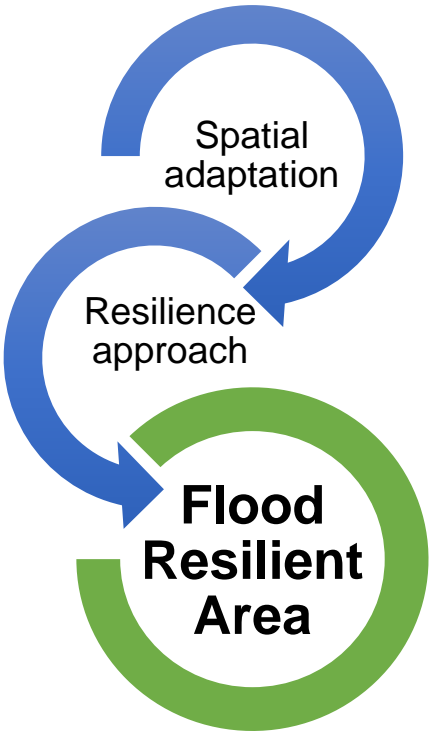 Spatial
adaptation
Resilience
approach
Flood
Resilient
Area